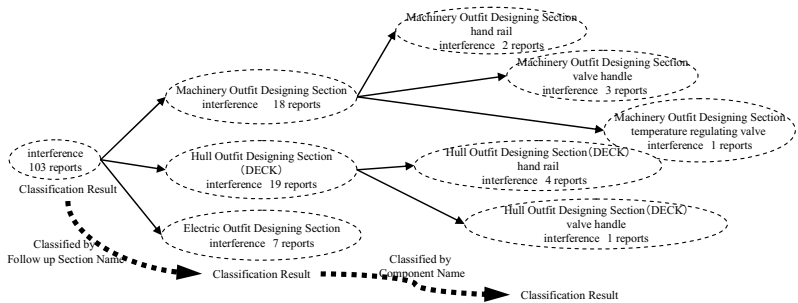 Machinery Outfit Designing Section
hand rail
interference 2 reports
Machinery Outfit Designing Section
valve handle
interference 3 reports
Machinery Outfit Designing Section
interference 18 reports
Machinery Outfit Designing Section
temperature regulating valve
interference 1 reports
interference
103 reports
Classification Result
Hull Outfit Designing Section
(DECK)
interference 19 reports
Hull Outfit Designing Section(DECK)
hand rail
interference 4 reports
Hull Outfit Designing Section(DECK)
valve handle
interference 1 reports
Electric Outfit Designing Section
interference 7 reports
Classified by
Follow up Section Name
Classification Result
Classified by
Component Name
Classification Result